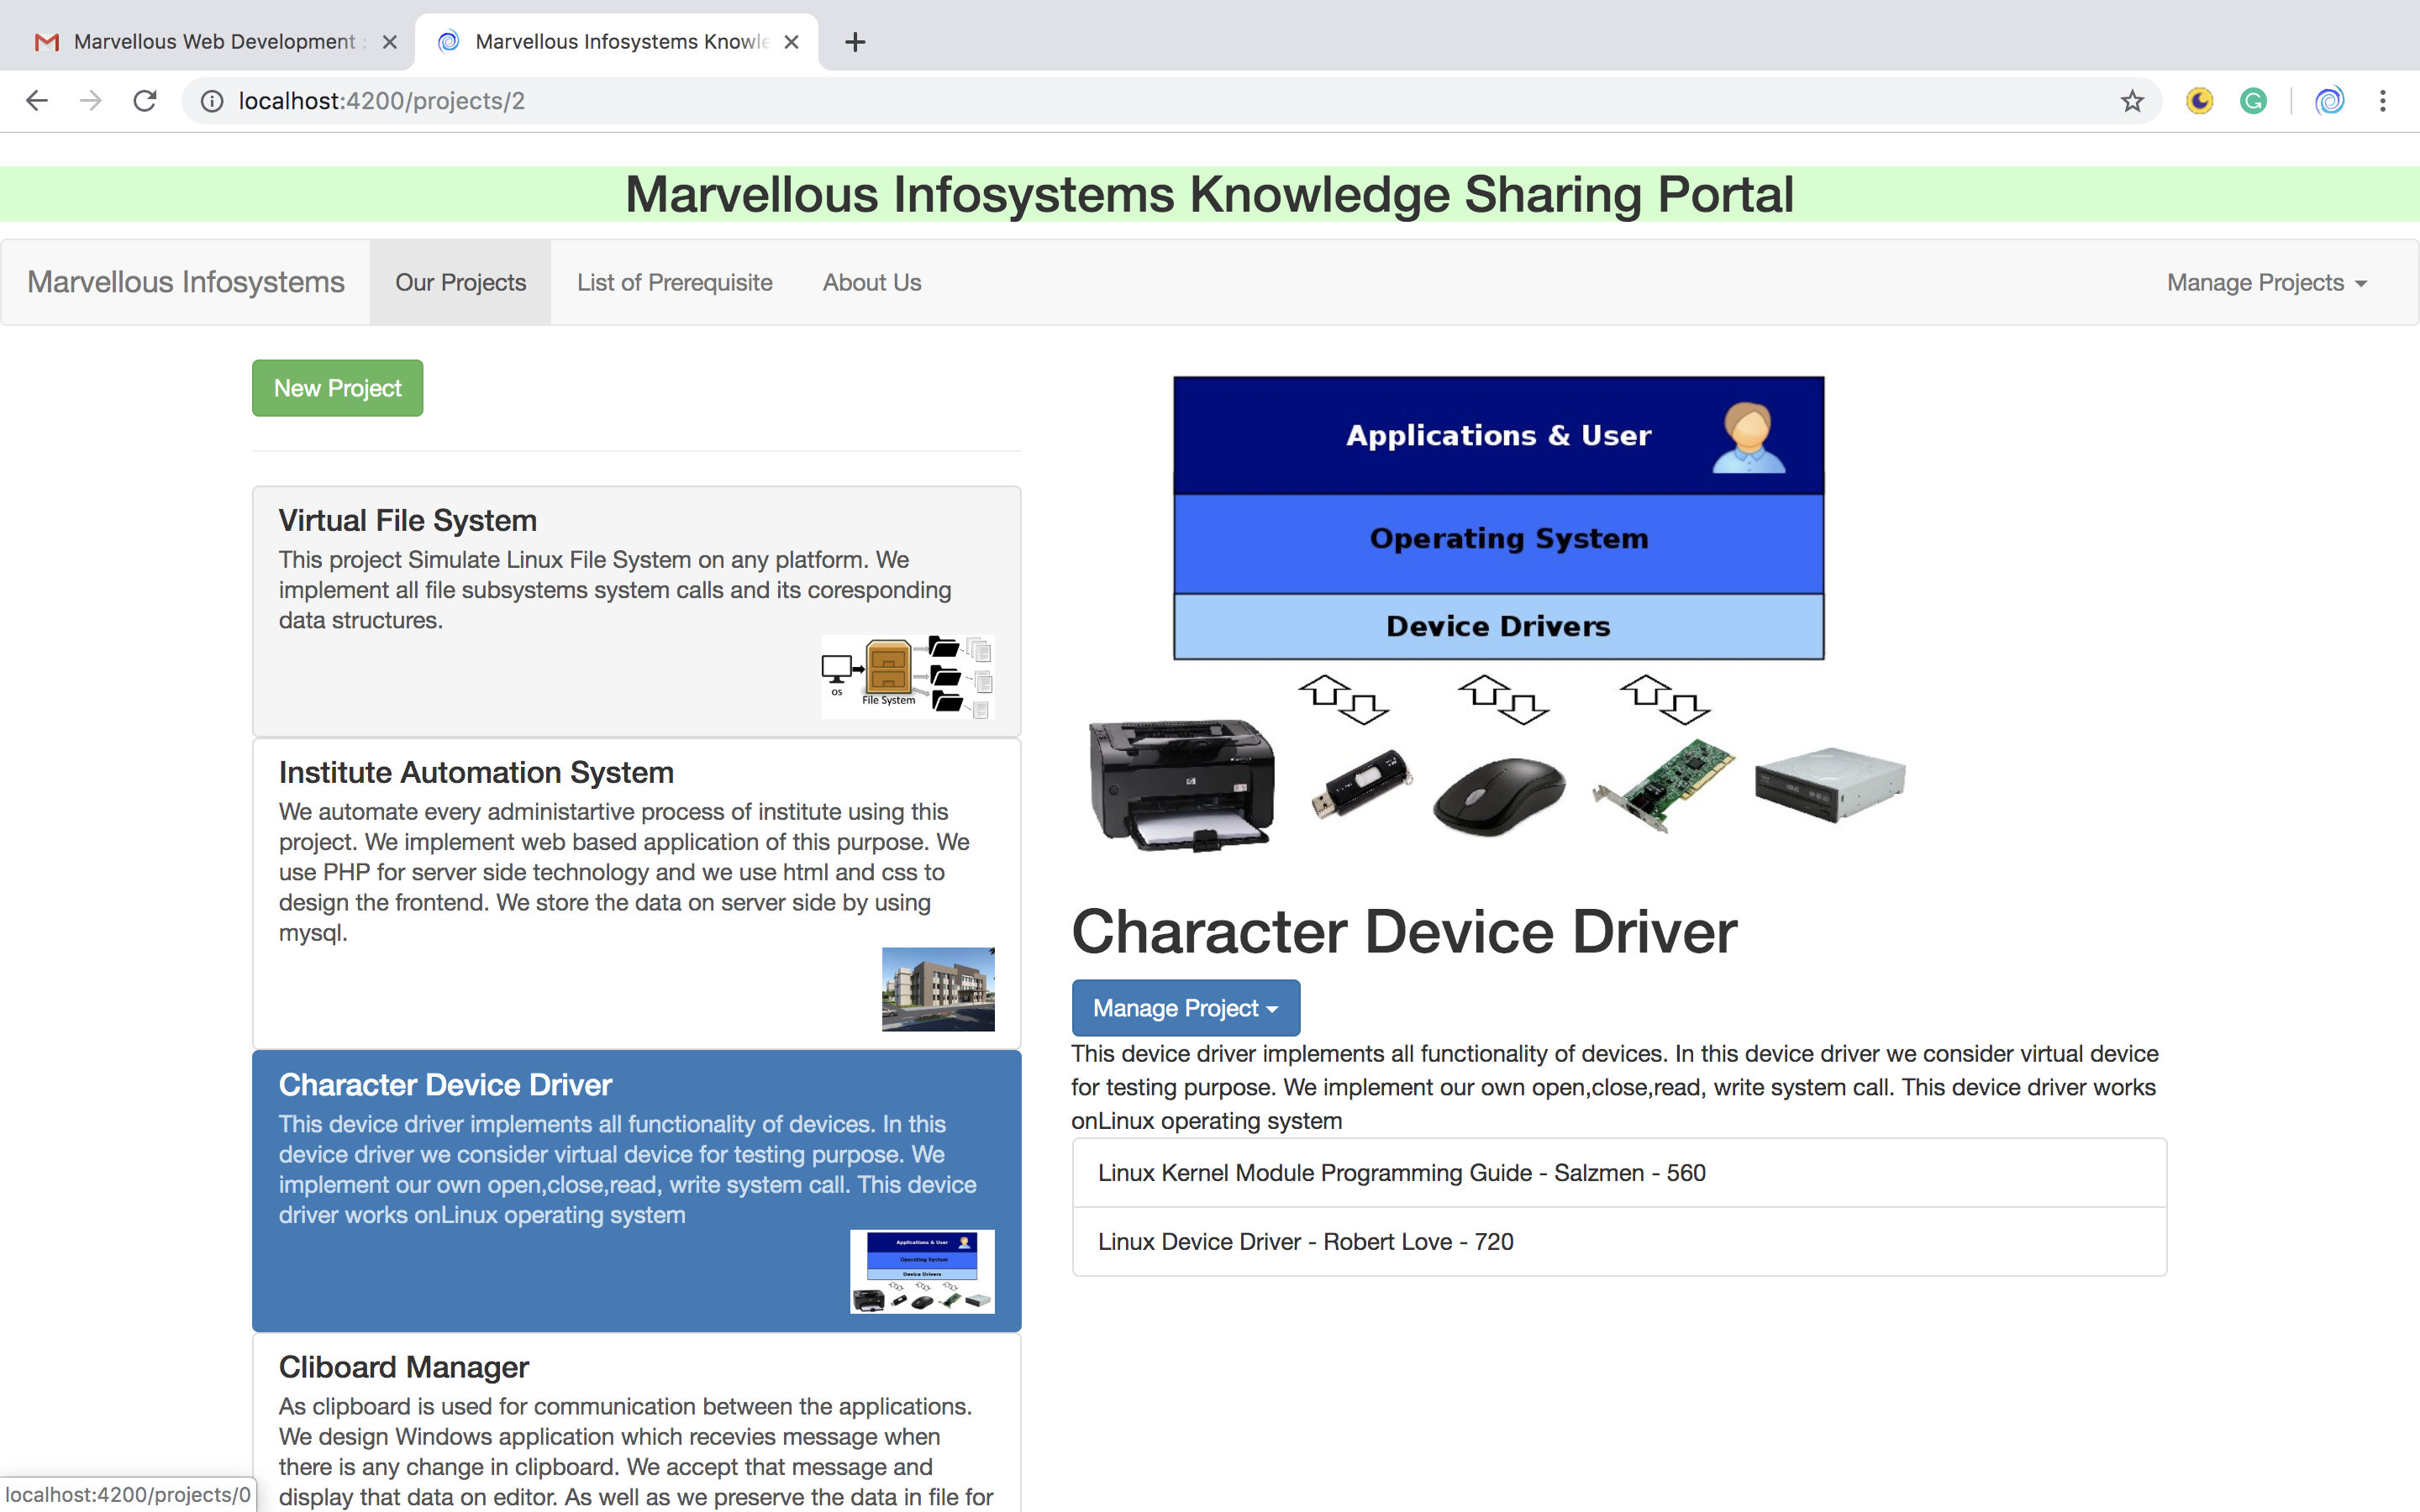 Marvellous Web Development :
Marvellous Infosystems Knowle
localhost:4200/projects/2
Marvellous Infosystems Knowledge Sharing Portal
Marvellous Infosystems
Our Projects
List of Prerequisite
About Us
Manage Projects
New Project
Virtual File System
This project Simulate Linux File System on any platform. We
implement all file subsystems system calls and its coresponding
data structures.
OS
File System
Institute Automation System
We automate every administartive process of institute using this
project. We implement web based application of this purpose. We
use PHP for server side technology and we use html and css to
design the frontend. We store the data on server side by using
mysql.
Character Device Driver
This device driver implements all functionality of devices. In this
device driver we consider virtual device for testing purpose. We
implement our own open,close,read, write system call. This device
driver works onLinux operating system
Applications & User
Operating System
Device Drivers
Cliboard Manager
As clipboard is used for communication between the applications.
We design Windows application which recevies message when
there is any change in clipboard. We accept that message and
display that data on editor. As well as we preserve the data in file for
Applications & User
Operating System
Device Drivers
Character Device Driver
Manage Project
This device driver implements all functionality of devices. In this device driver we consider virtual device
for testing purpose. We implement our own open,close,read, write system call. This device driver works
onLinux operating system
Linux Kernel Module Programming Guide - Salzmen - 560
Linux Device Driver - Robert Love - 720
localhost:4200/projects/0